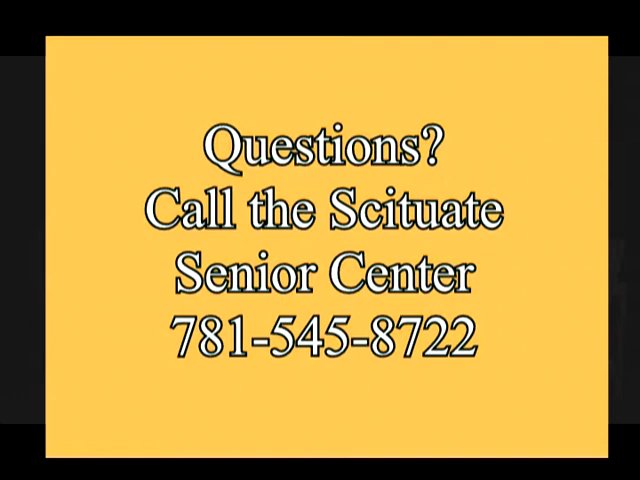 Questions?
Call the Scituate
Senior Center
781-545-8722